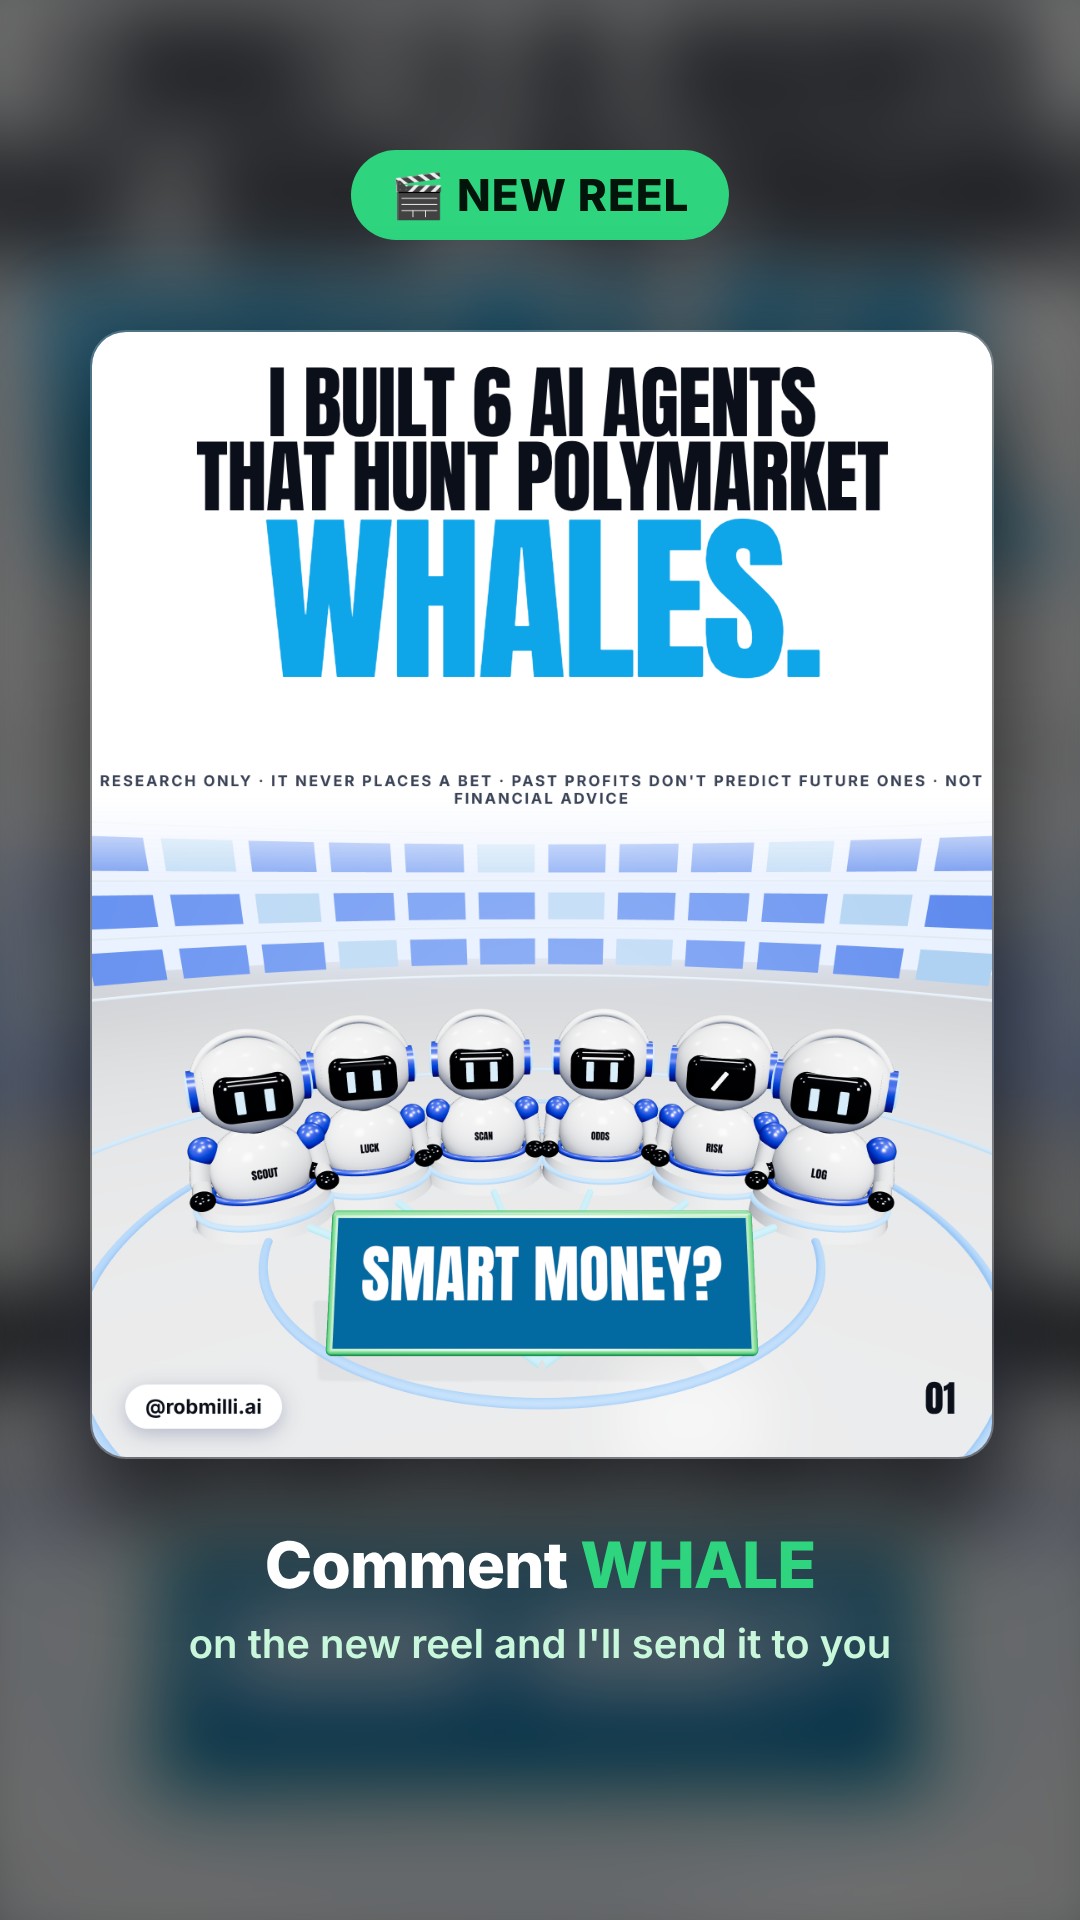 🎬 NEW REEL
I BUILT 6 AI AGENTS
THAT HUNT POLYMARKET
WHALES.
RESEARCH ONLY · IT NEVER PLACES A BET · PAST PROFITS DON'T PREDICT FUTURE ONES · NOT
FINANCIAL ADVICE
SCOUT
LUCK
SCAN
ODDS
RISK
LOG
SMART MONEY?
@robmilli.ai
01
Comment WHALE
on the new reel and I'll send it to you